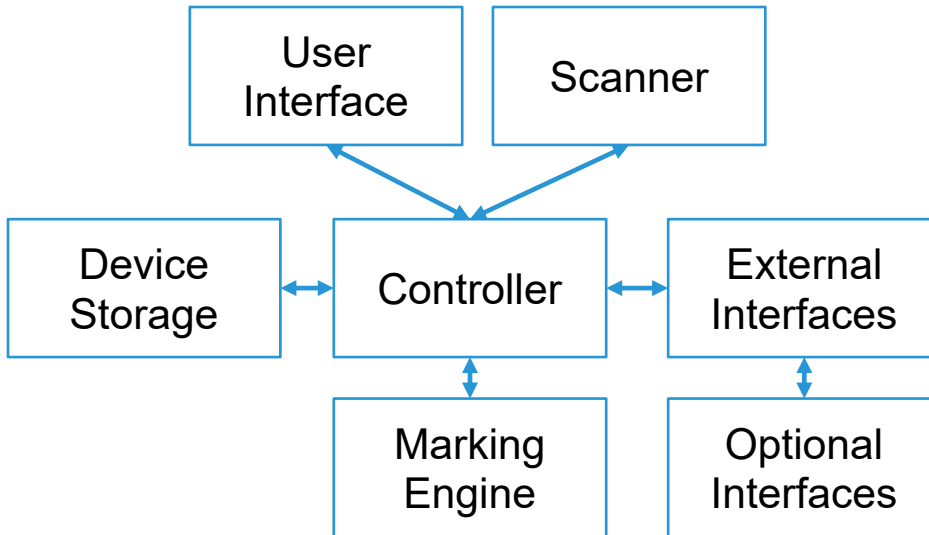 User
Interface
Scanner
Device
Storage
Controller
External
Interfaces
Marking
Engine
Optional
Interfaces